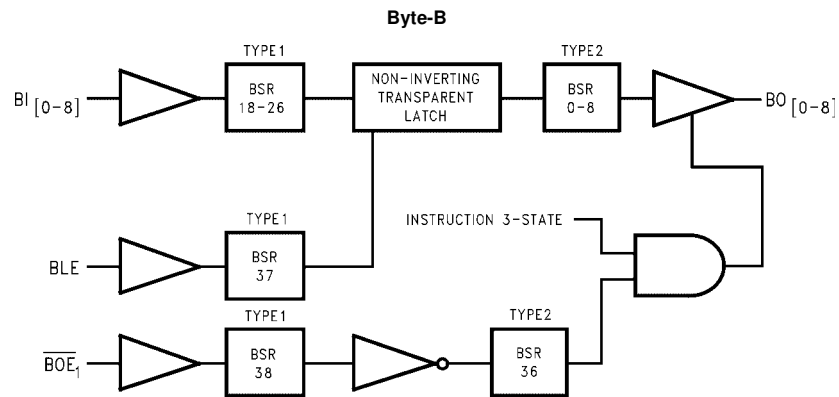 Byte-B
TYPE1
TYPE2
BI[0-8]
BSR
18-26
NON-INVERTING
TRANSPARENT
LATCH
BSR
0-8
BO[0-8]
TYPE1
INSTRUCTION 3-STATE
BLE
BSR
37
TYPE1
TYPE2
B̅O̅E̅1
BSR
38
BSR
36